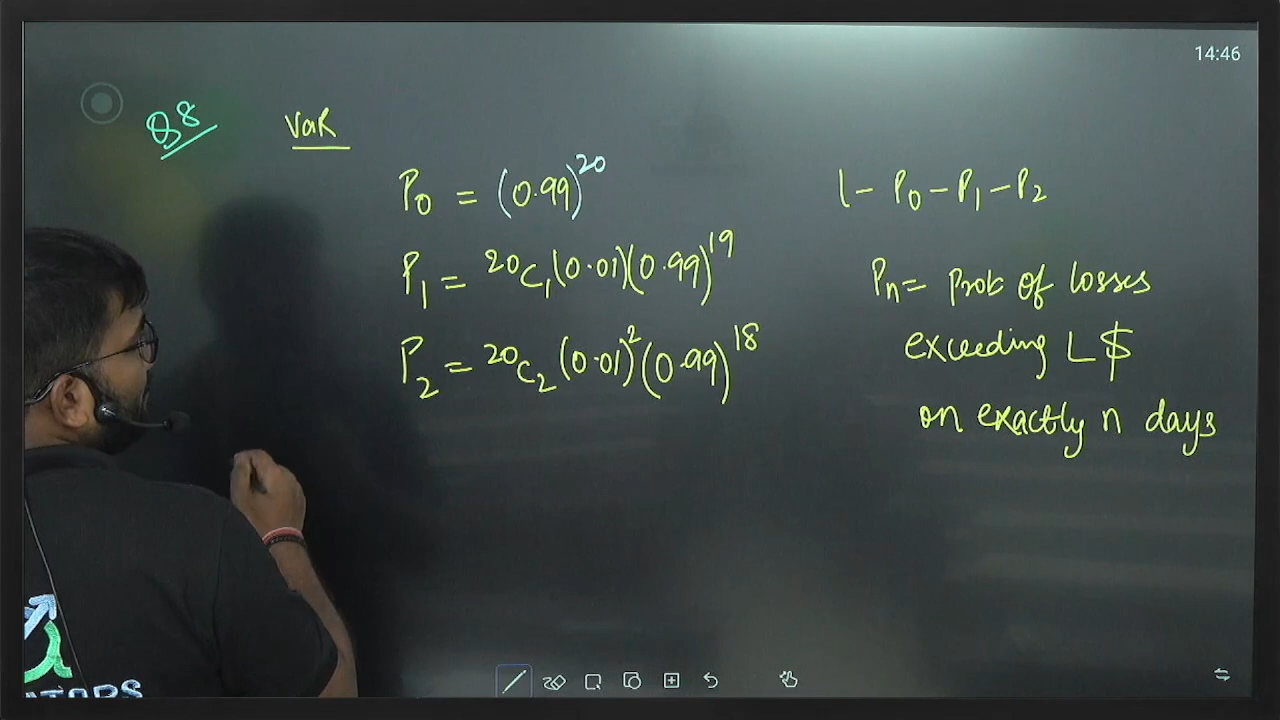 14:46
Q8 VaR
P₀ = (0.99)²⁰
P₁ = ²⁰C₁(0.01)(0.99)¹⁹
P₂ = ²⁰C₂(0.01)²(0.99)¹⁸
1 - P₀ - P₁ - P₂
Pₙ = Prob of losses
exceeding L $
on exactly n days